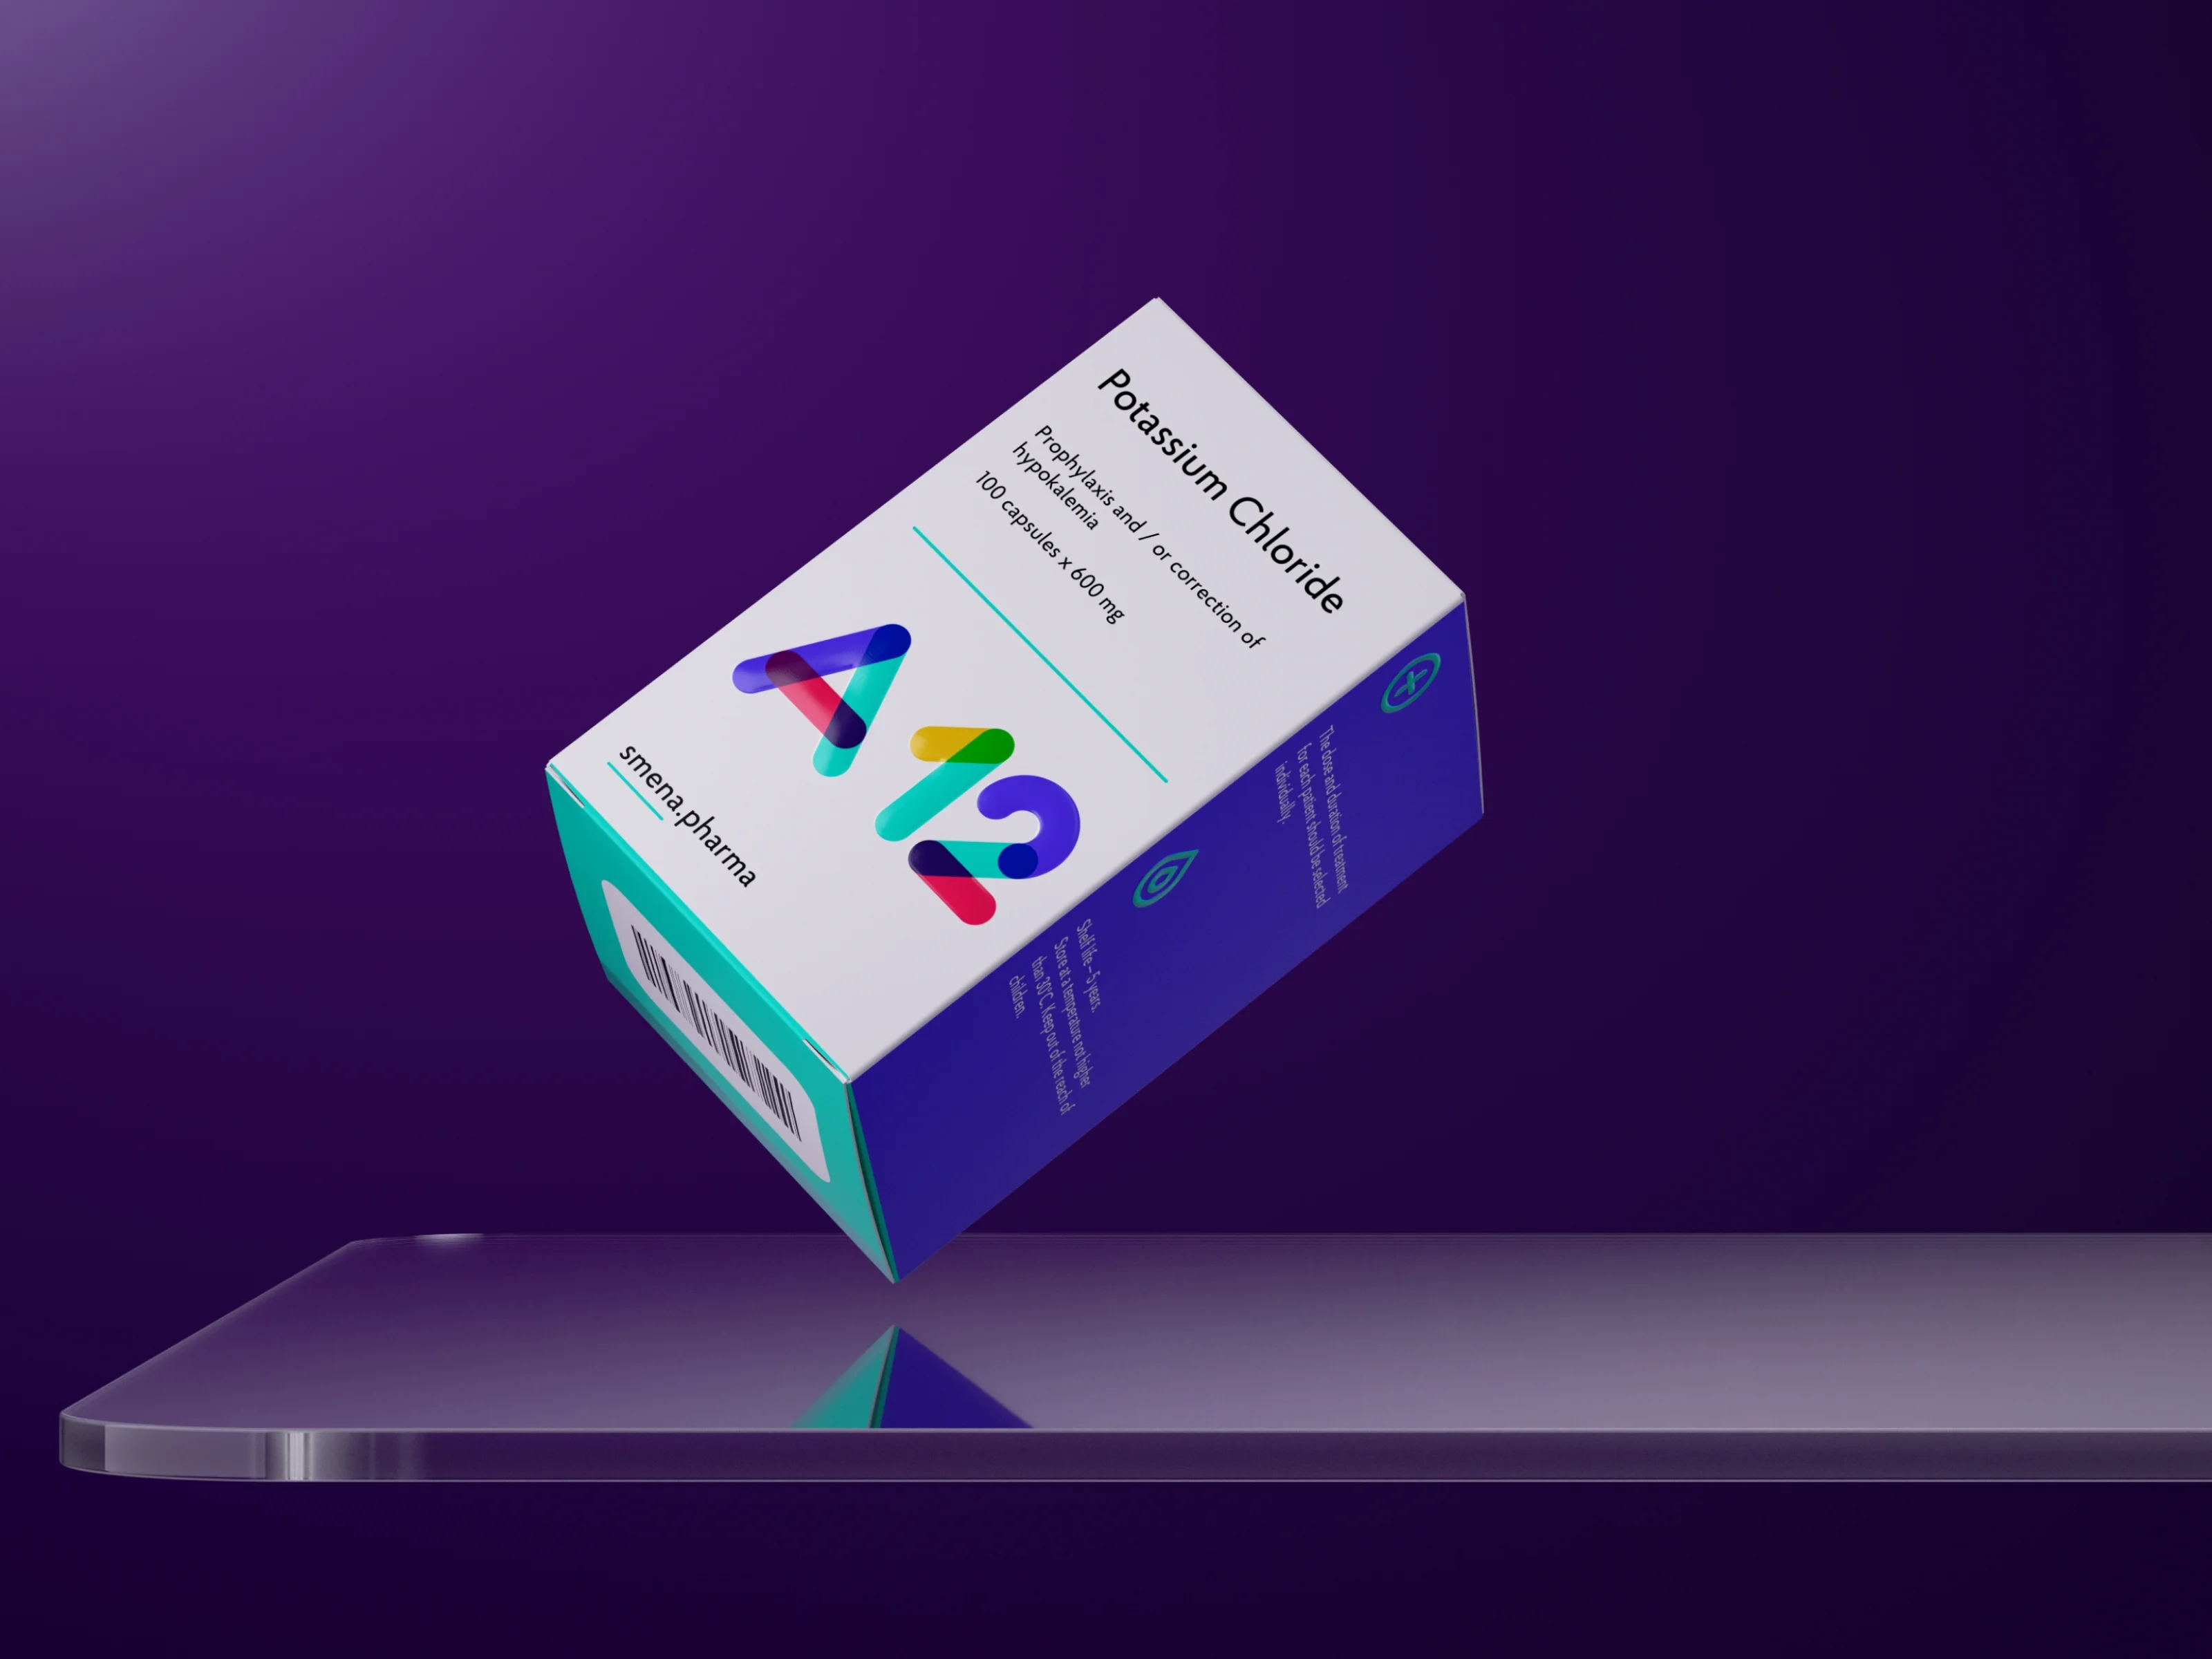 Potassium Chloride
Prophylaxis and / or correction of
hypokalemia
100 capsules x 600 mg
A12
smena.pharma
The dose and duration of treatment
for each patient should be selected
individually.
Shelf life – 5 years.
Store at a temperature not higher
than 30°C. Keep out of the reach of
children.